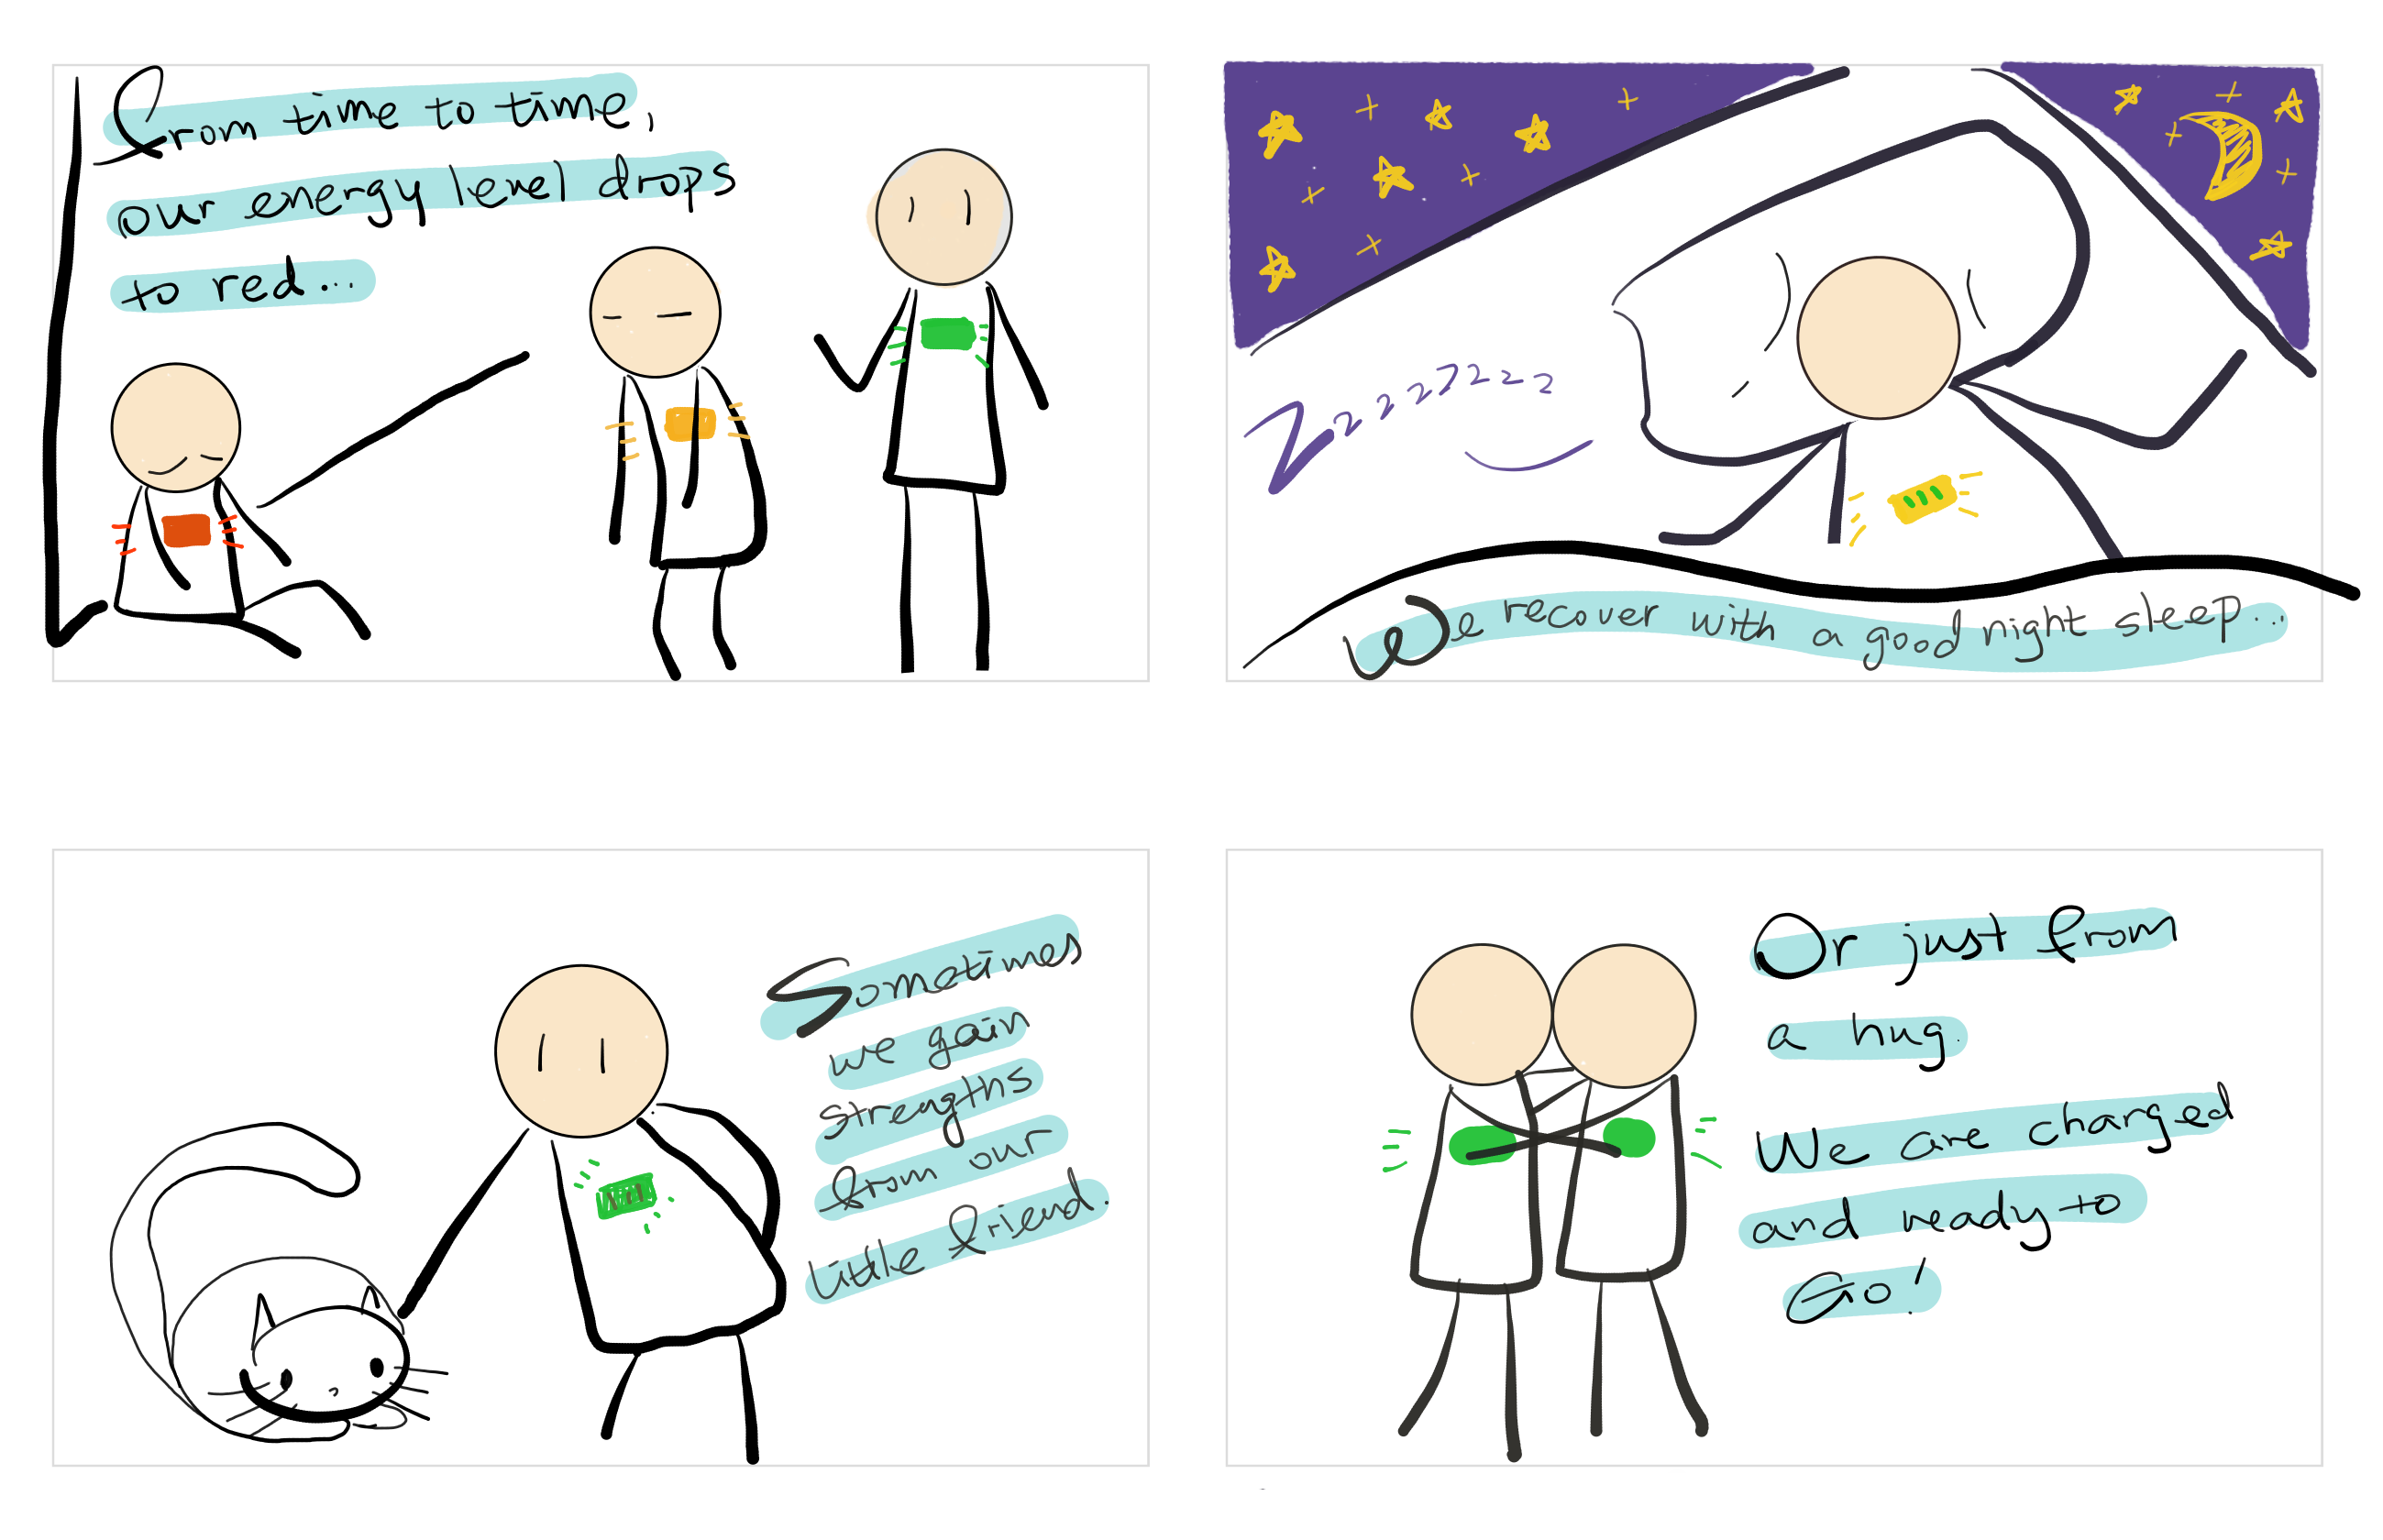 From time to time,
our energy level drops
to red...
Zzzzzzzzz
We recover with a good night sleep...
Sometimes
we gain
strengths
from our
little friend.
Or just from
a hug.
We are charged
and ready to
Go!